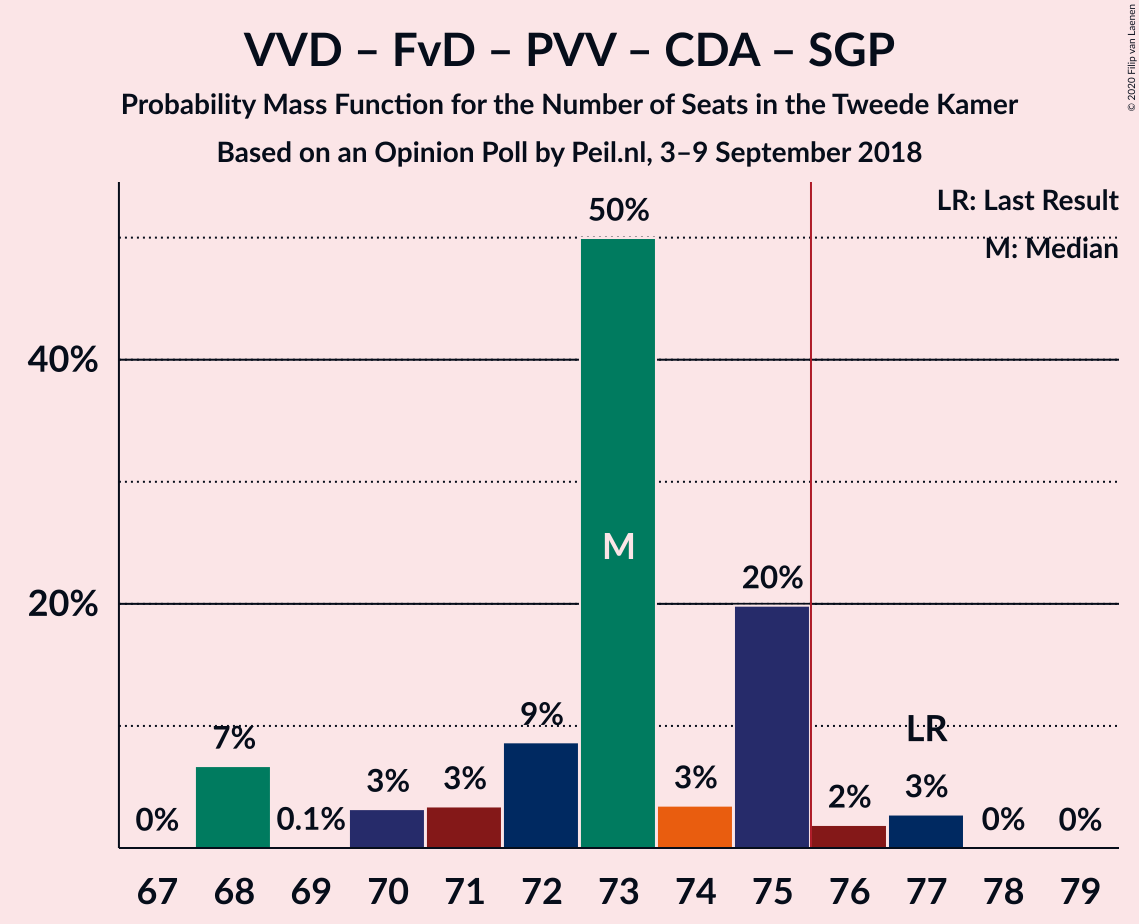 VVD – FvD – PVV – CDA – SGP
Probability Mass Function for the Number of Seats in the Tweede Kamer
Based on an Opinion Poll by Peil.nl, 3–9 September 2018
© 2020 Filip van Laenen
LR: Last Result
M: Median
40%
20%
0%
7%
0.1%
3%
3%
9%
50%
M
3%
20%
2%
LR
3%
0%
0%
67 68 69 70 71 72 73 74 75 76 77 78 79